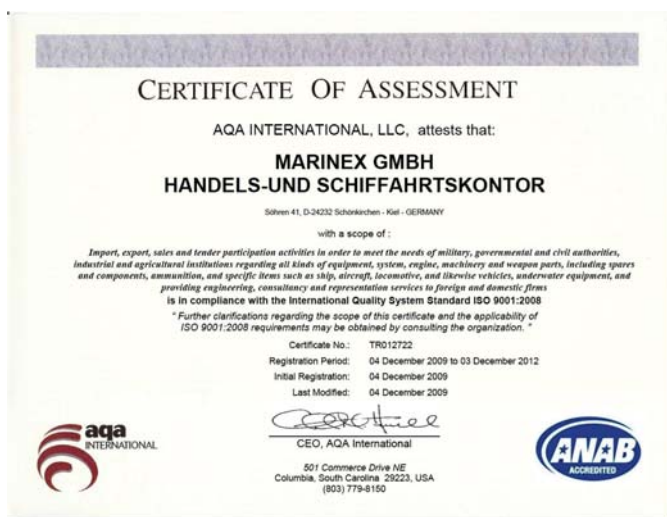 CERTIFICATE OF ASSESSMENT
AQA INTERNATIONAL, LLC, attests that:
MARINEX GMBH
HANDELS-UND SCHIFFAHRTSKONTOR
Söhren 41, D-24232 Schönkirchen - Kiel - GERMANY
with a scope of :
Import, export, sales and tender participation activities in order to meet the needs of military, governmental and civil authorities,
industrial and agricultural institutions regarding all kinds of equipment, system, engine, machinery and weapon parts, including spares
and components, ammunition, and specific items such as ship, aircraft, locomotive, and likewise vehicles, underwater equipment, and
providing engineering, consultancy and representation services to foreign and domestic firms
is in compliance with the International Quality System Standard ISO 9001:2008
" Further clarifications regarding the scope of this certificate and the applicability of
ISO 9001:2008 requirements may be obtained by consulting the organization. "
Certificate No.: TR012722
Registration Period: 04 December 2009 to 03 December 2012
Initial Registration: 04 December 2009
Last Modified: 04 December 2009
CEO, AQA International
501 Commerce Drive NE
Columbia, South Carolina 29223, USA
(803) 779-8150
aqa
INTERNATIONAL
ANAB
ACCREDITED